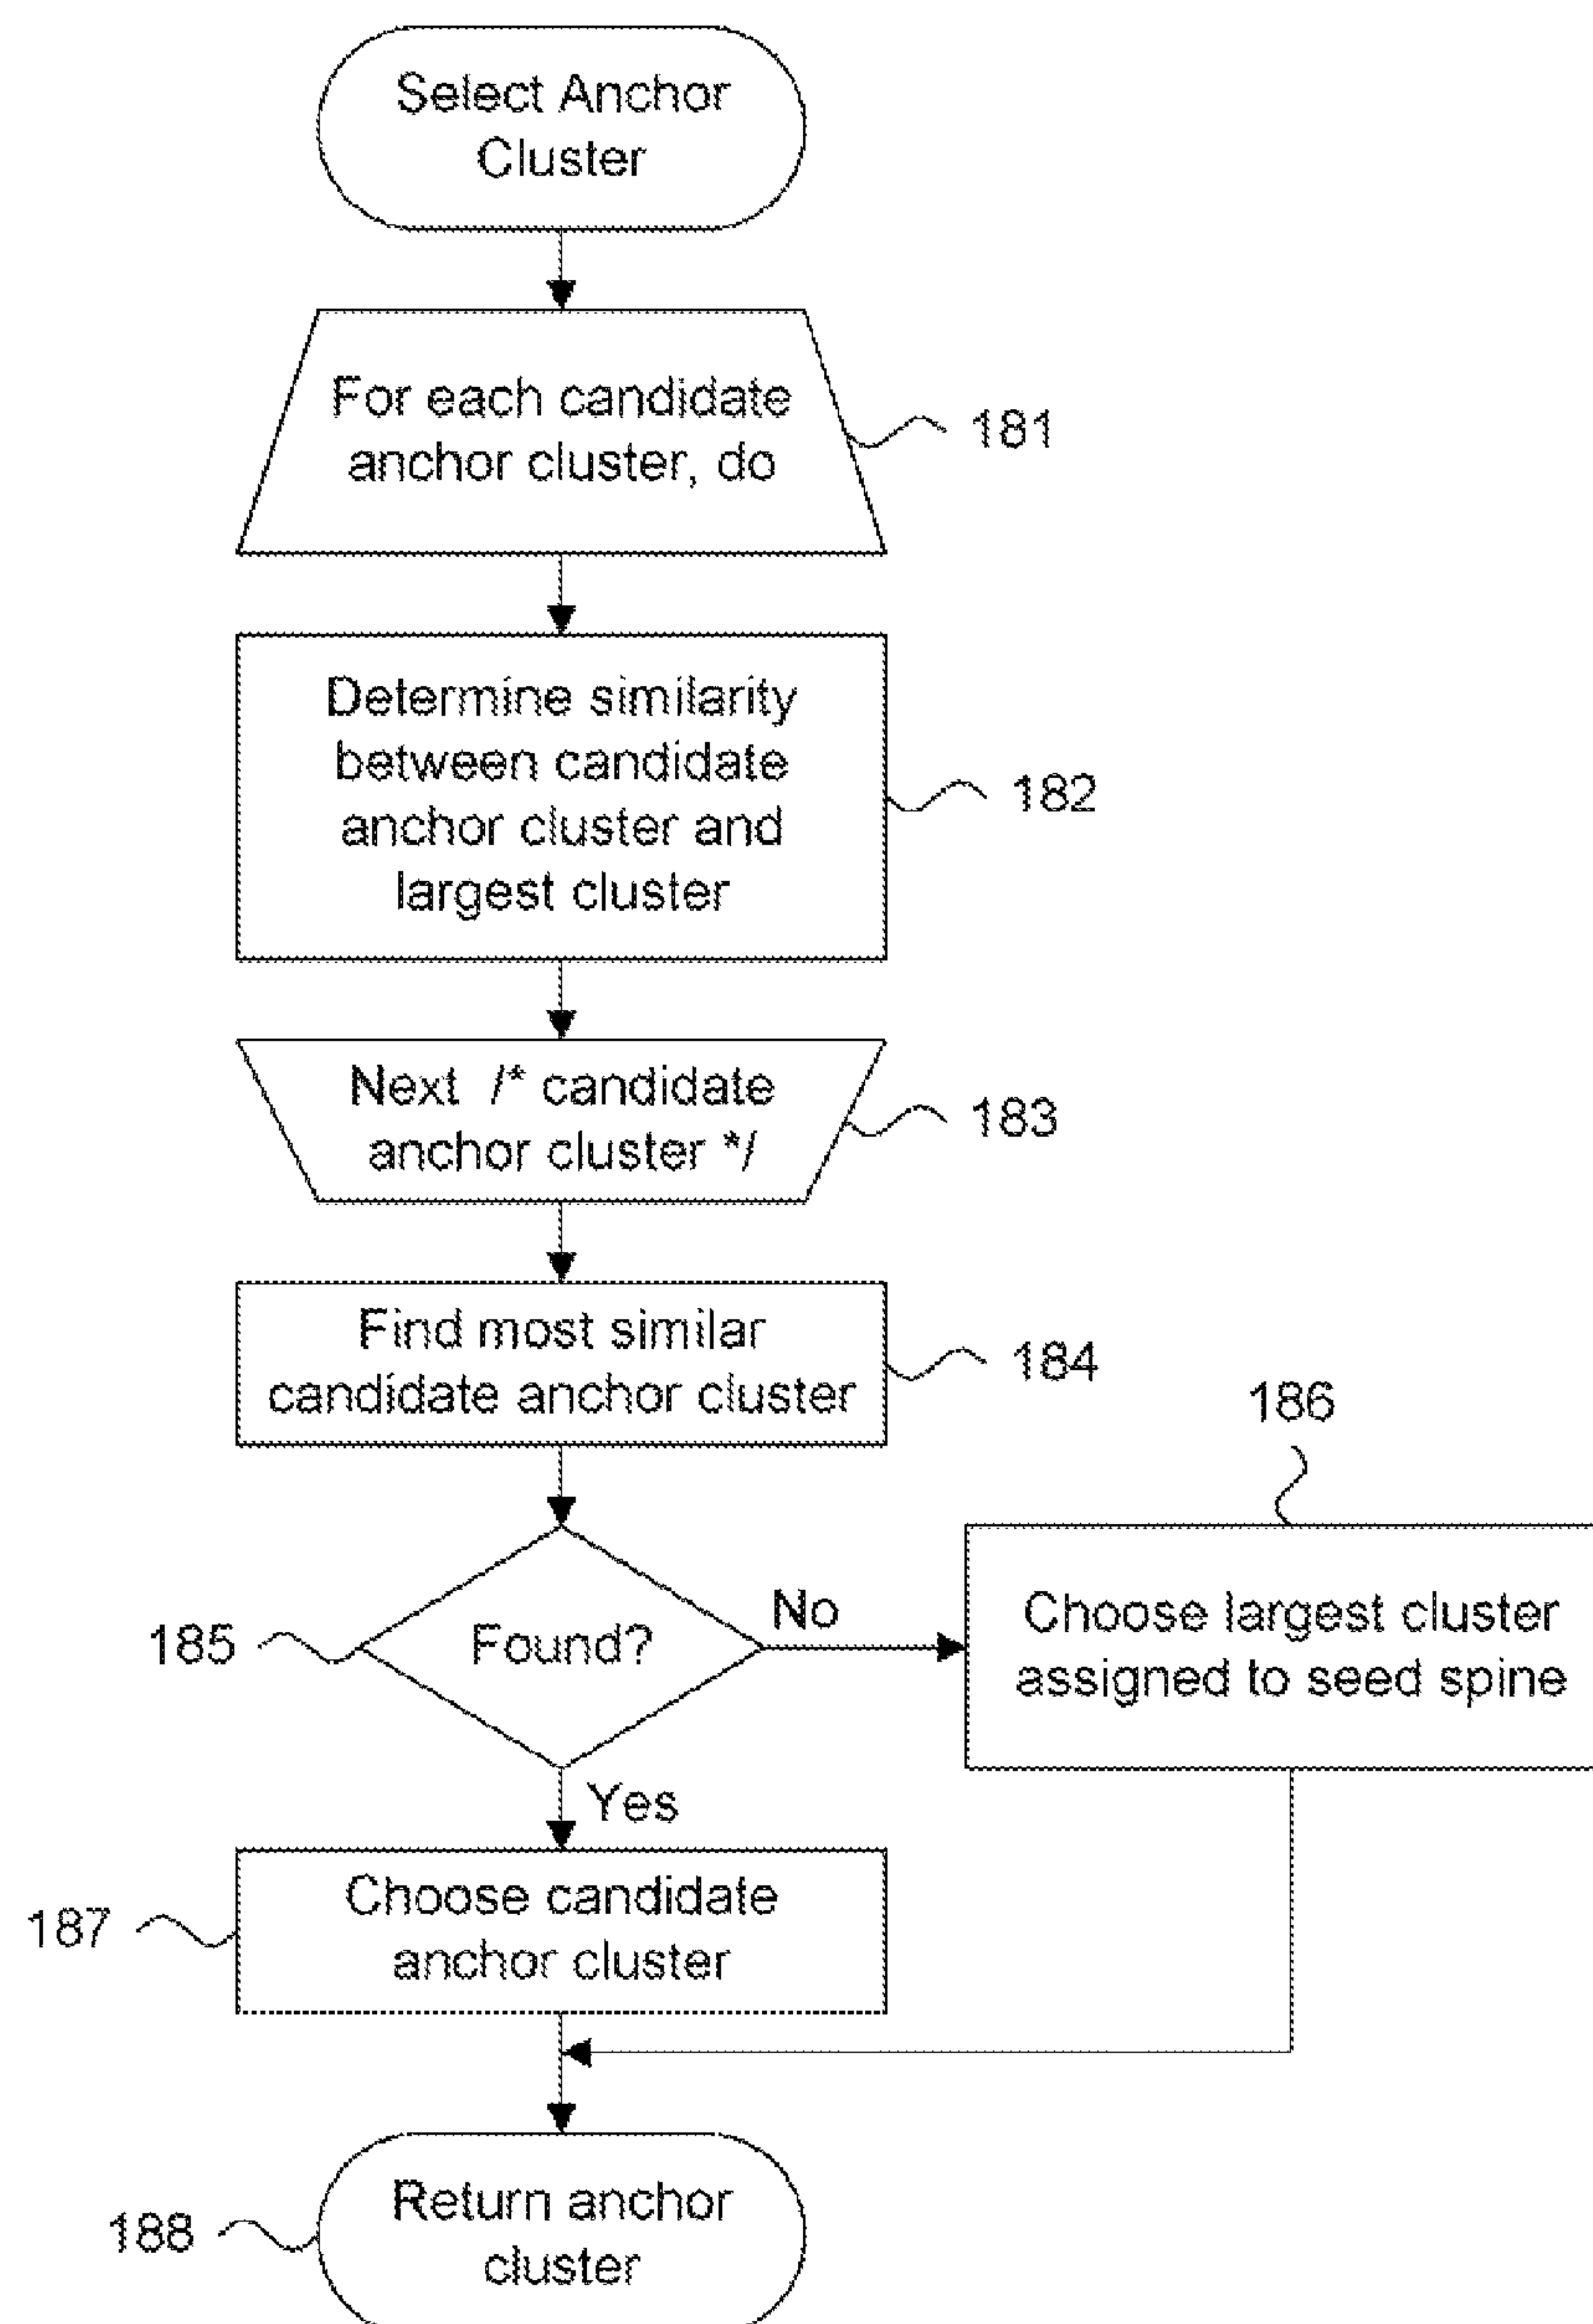 Select Anchor
Cluster
For each candidate
anchor cluster, do
181
Determine similarity
between candidate
anchor cluster and
largest cluster
182
Next /* candidate
anchor cluster */
183
Find most similar
candidate anchor cluster
184
186
185
Found?
No
Choose largest cluster
assigned to seed spine
Yes
187
Choose candidate
anchor cluster
188
Return anchor
cluster